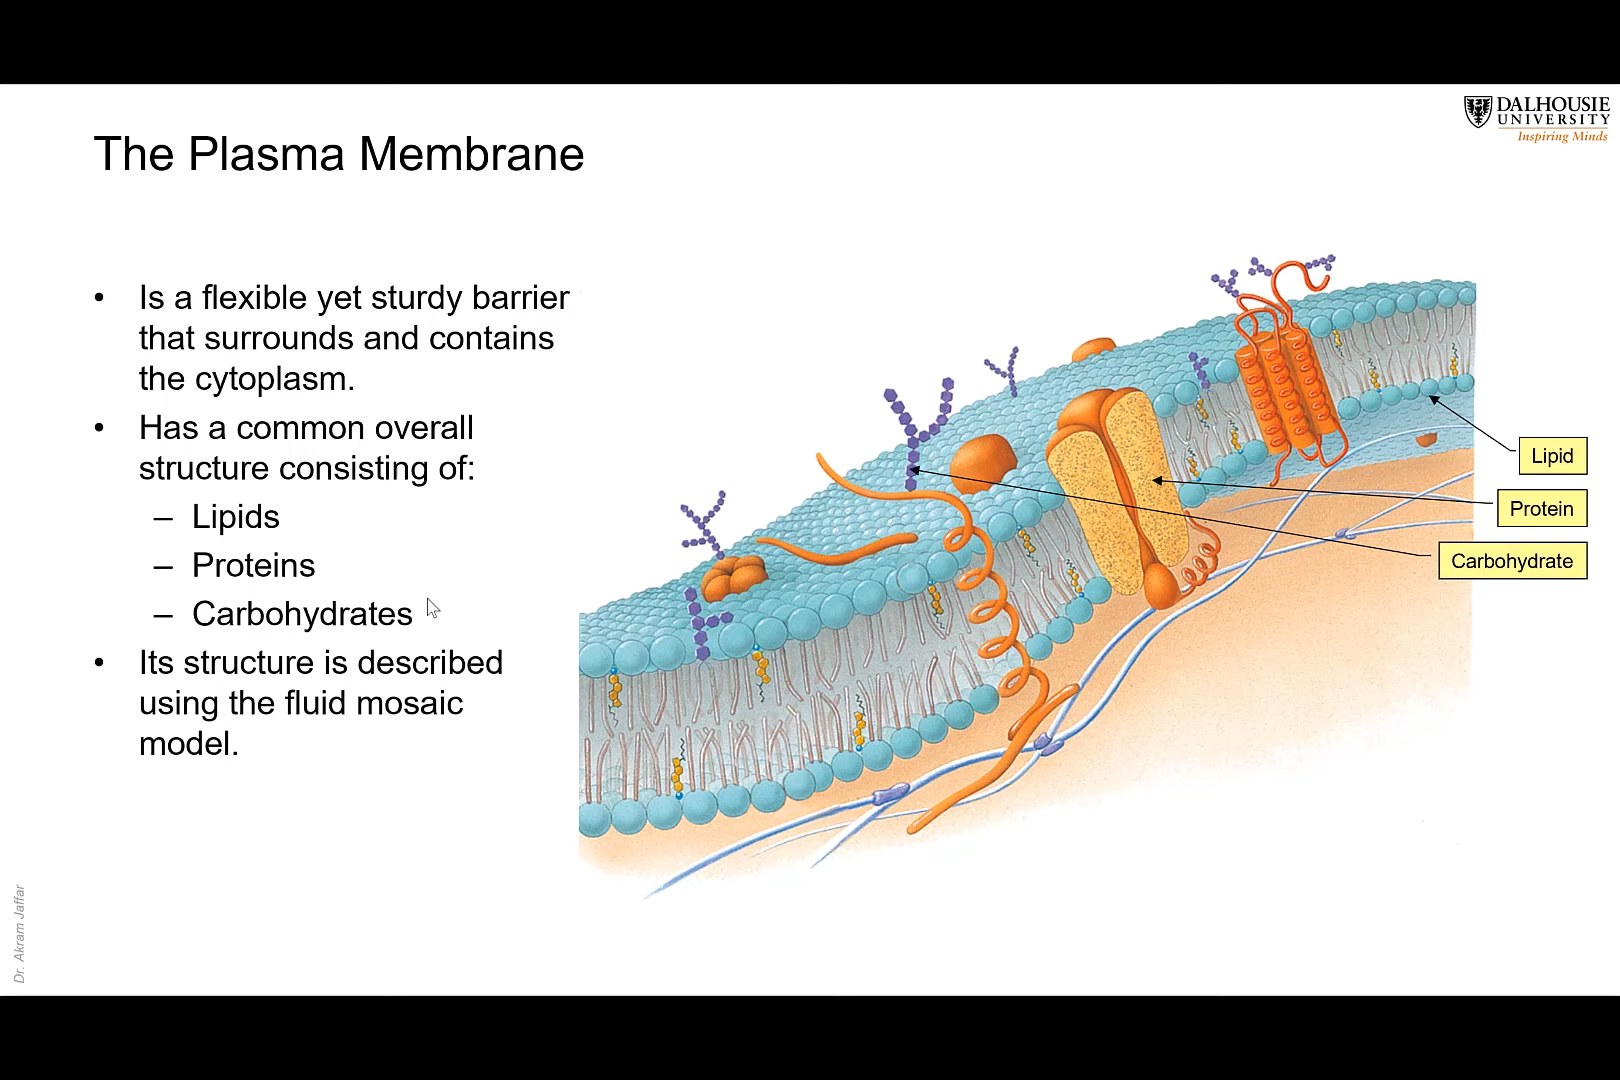 DALHOUSIE
UNIVERSITY
Inspiring Minds
The Plasma Membrane
• Is a flexible yet sturdy barrier
that surrounds and contains
the cytoplasm.
• Has a common overall
structure consisting of:
– Lipids
– Proteins
– Carbohydrates
• Its structure is described
using the fluid mosaic
model.
Lipid
Protein
Carbohydrate
Dr. Akram Jaffar